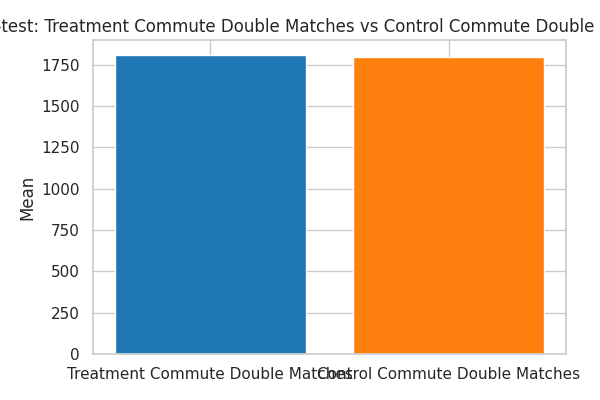 -test: Treatment Commute Double Matches vs Control Commute Double
1750
1500
1250
1000
750
500
250
0
Mean
Treatment Commute Double Matches
Control Commute Double Matches